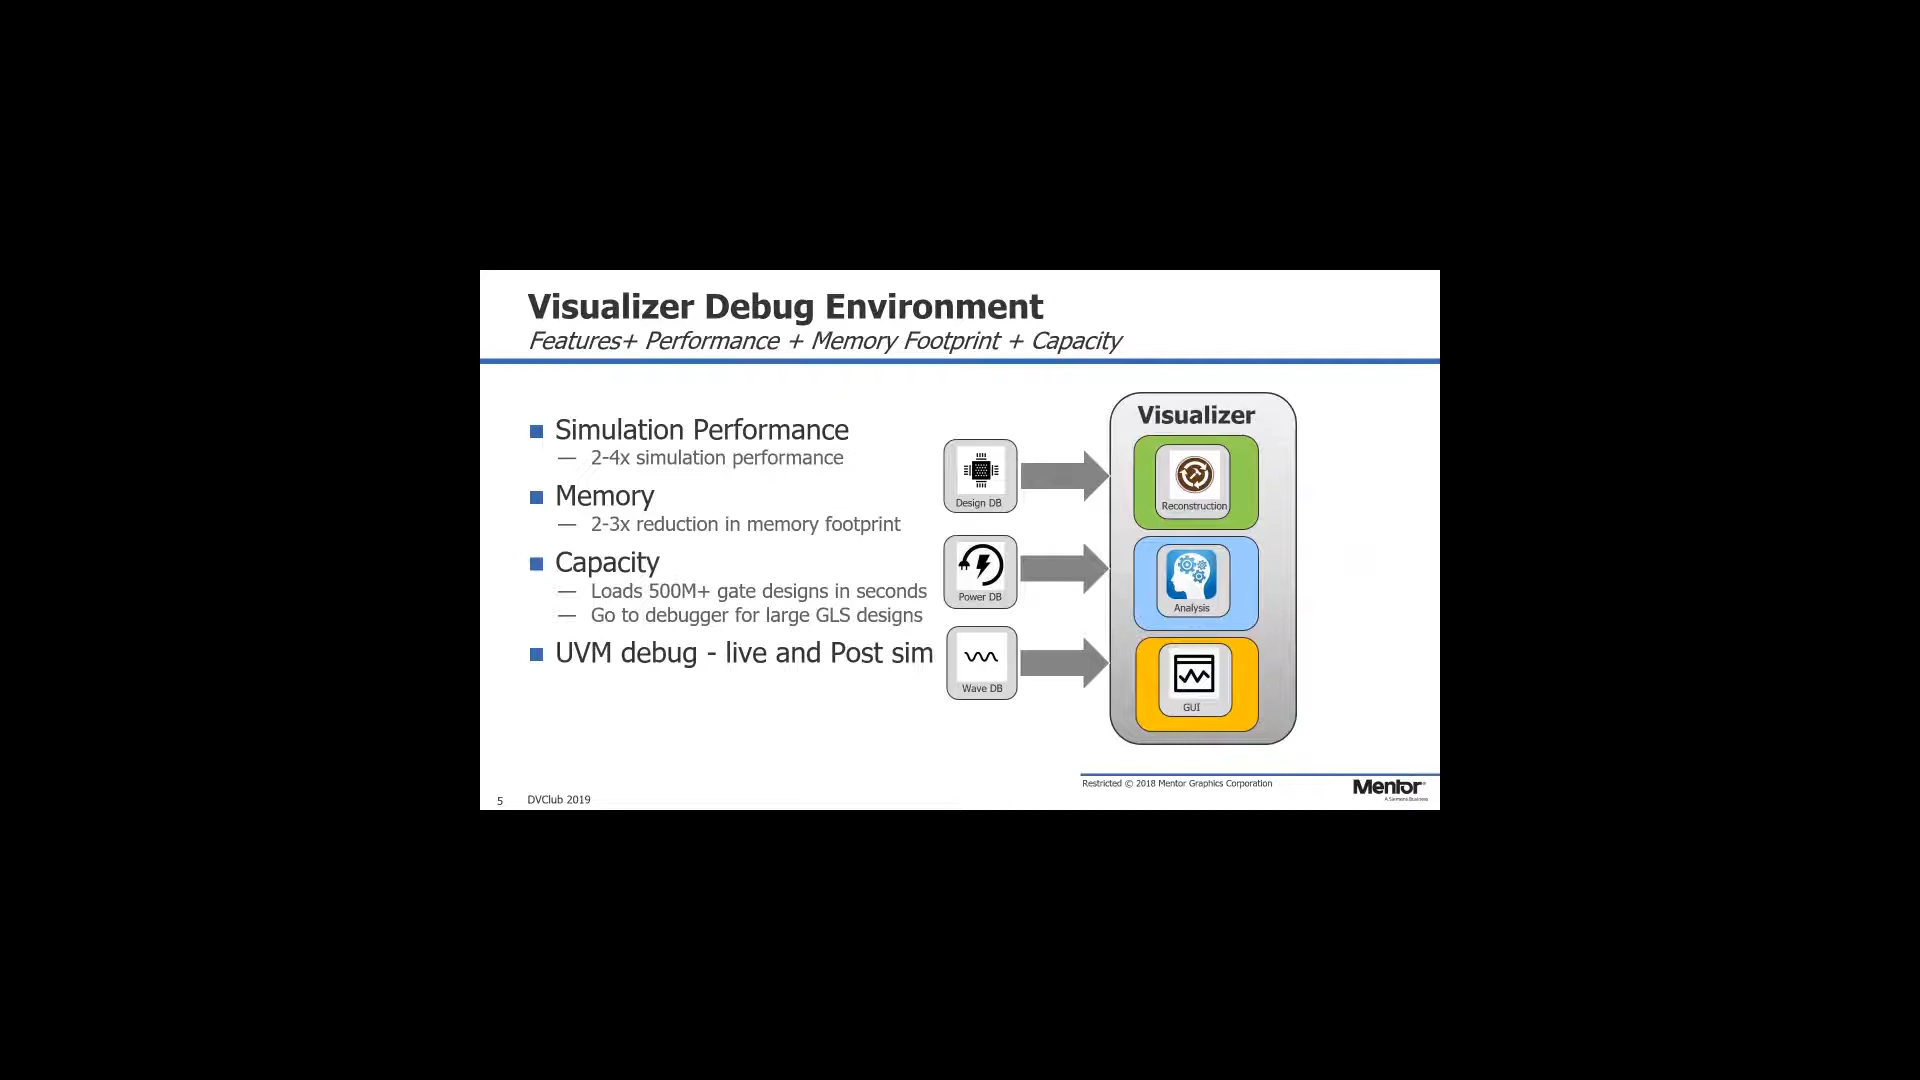 Visualizer Debug Environment
Features+ Performance + Memory Footprint + Capacity
■ Simulation Performance
— 2-4x simulation performance
■ Memory
— 2-3x reduction in memory footprint
■ Capacity
— Loads 500M+ gate designs in seconds
— Go to debugger for large GLS designs
■ UVM debug - live and Post sim
Design DB
Power DB
Wave DB
Visualizer
Reconstruction
Analysis
GUI
Restricted © 2018 Mentor Graphics Corporation
Mentor
A Siemens Business
5 DVClub 2019